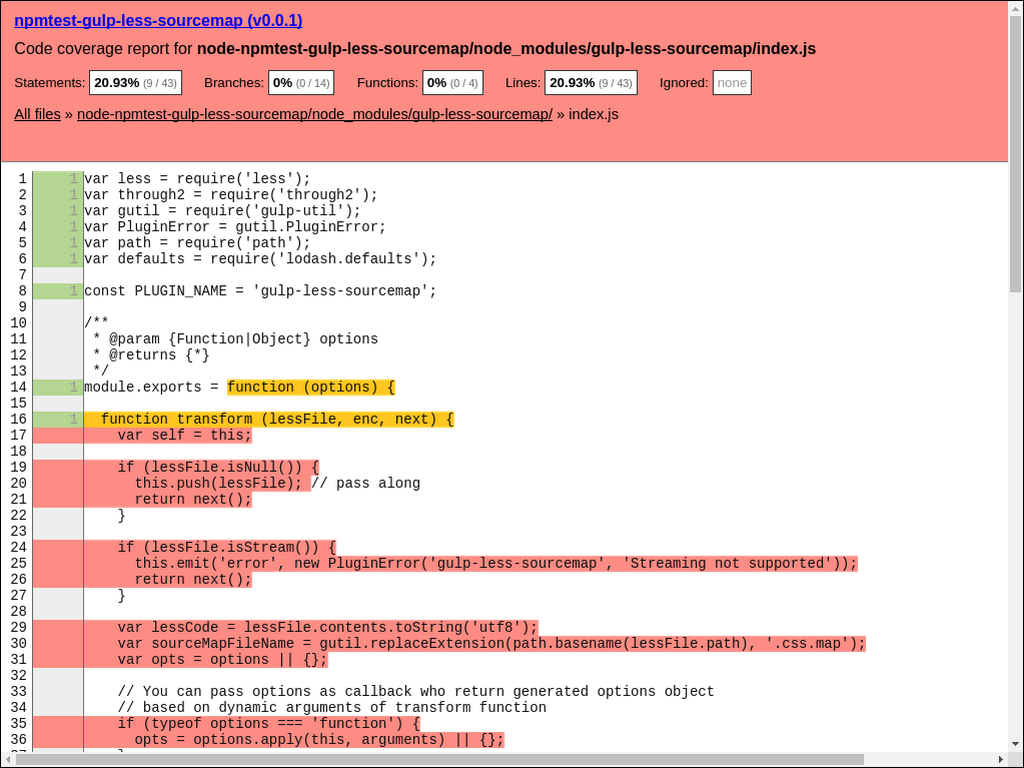 npmtest-gulp-less-sourcemap (v0.0.1)
Code coverage report for node-npmtest-gulp-less-sourcemap/node_modules/gulp-less-sourcemap/index.js
Statements: 20.93% (9 / 43) Branches: 0% (0 / 14) Functions: 0% (0 / 4) Lines: 20.93% (9 / 43) Ignored: none
All files » node-npmtest-gulp-less-sourcemap/node_modules/gulp-less-sourcemap/ » index.js
1 1 var less = require('less');
2 1 var through2 = require('through2');
3 1 var gutil = require('gulp-util');
4 1 var PluginError = gutil.PluginError;
5 1 var path = require('path');
6 1 var defaults = require('lodash.defaults');
7
8 1 const PLUGIN_NAME = 'gulp-less-sourcemap';
9
10 /**
11  * @param {Function|Object} options
12  * @returns {*}
13  */
14 1 module.exports = function (options) {
15
16 1   function transform (lessFile, enc, next) {
17     var self = this;
18
19     if (lessFile.isNull()) {
20       this.push(lessFile); // pass along
21       return next();
22     }
23
24     if (lessFile.isStream()) {
25       this.emit('error', new PluginError('gulp-less-sourcemap', 'Streaming not supported'));
26       return next();
27     }
28
29     var lessCode = lessFile.contents.toString('utf8');
30     var sourceMapFileName = gutil.replaceExtension(path.basename(lessFile.path), '.css.map');
31     var opts = options || {};
32
33     // You can pass options as callback who return generated options object
34     // based on dynamic arguments of transform function
35     if (typeof options === 'function') {
36       opts = options.apply(this, arguments) || {};